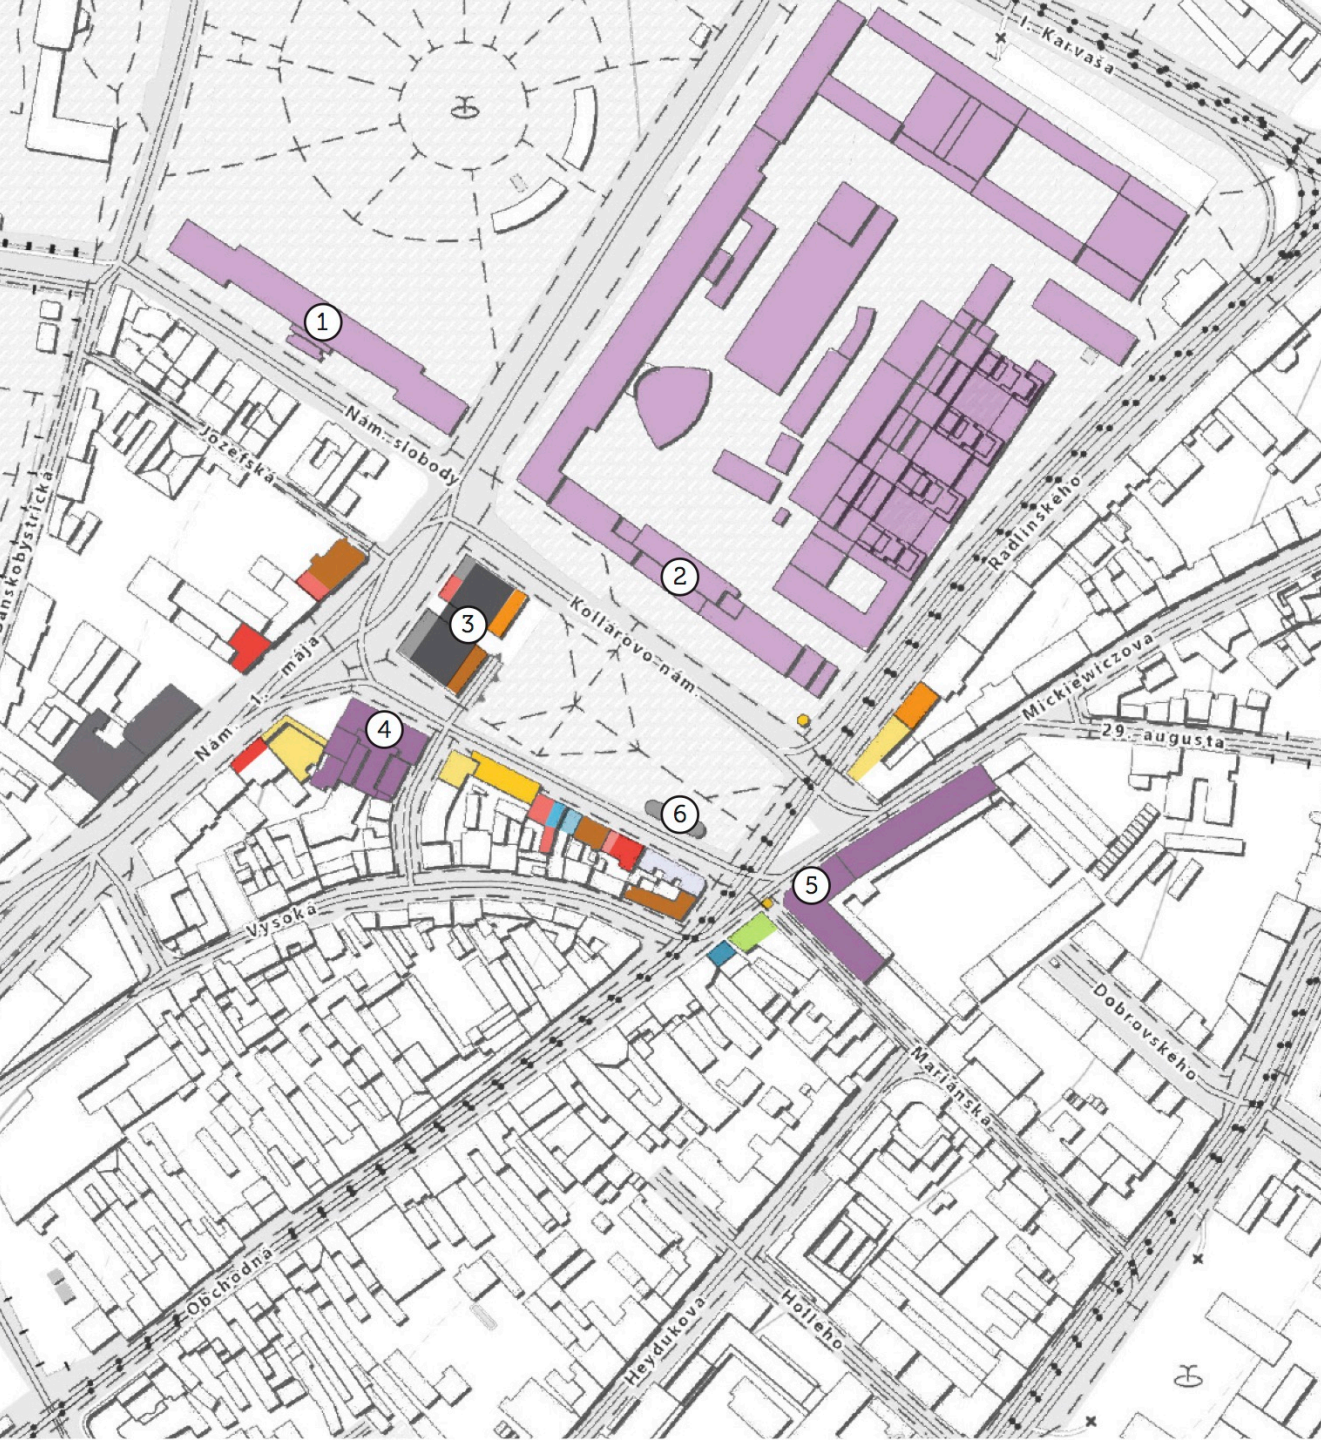 I. Karvaša
1
Nám. slobody
Jozefská
Banskobystrická
Radlinského
2
Kollárovo nám.
3
Nám. 1. mája
Mickiewiczova
4
29. augusta
6
5
Vysoká
Dobrovského
Mariánska
Obchodná
Heydukova
Hollého